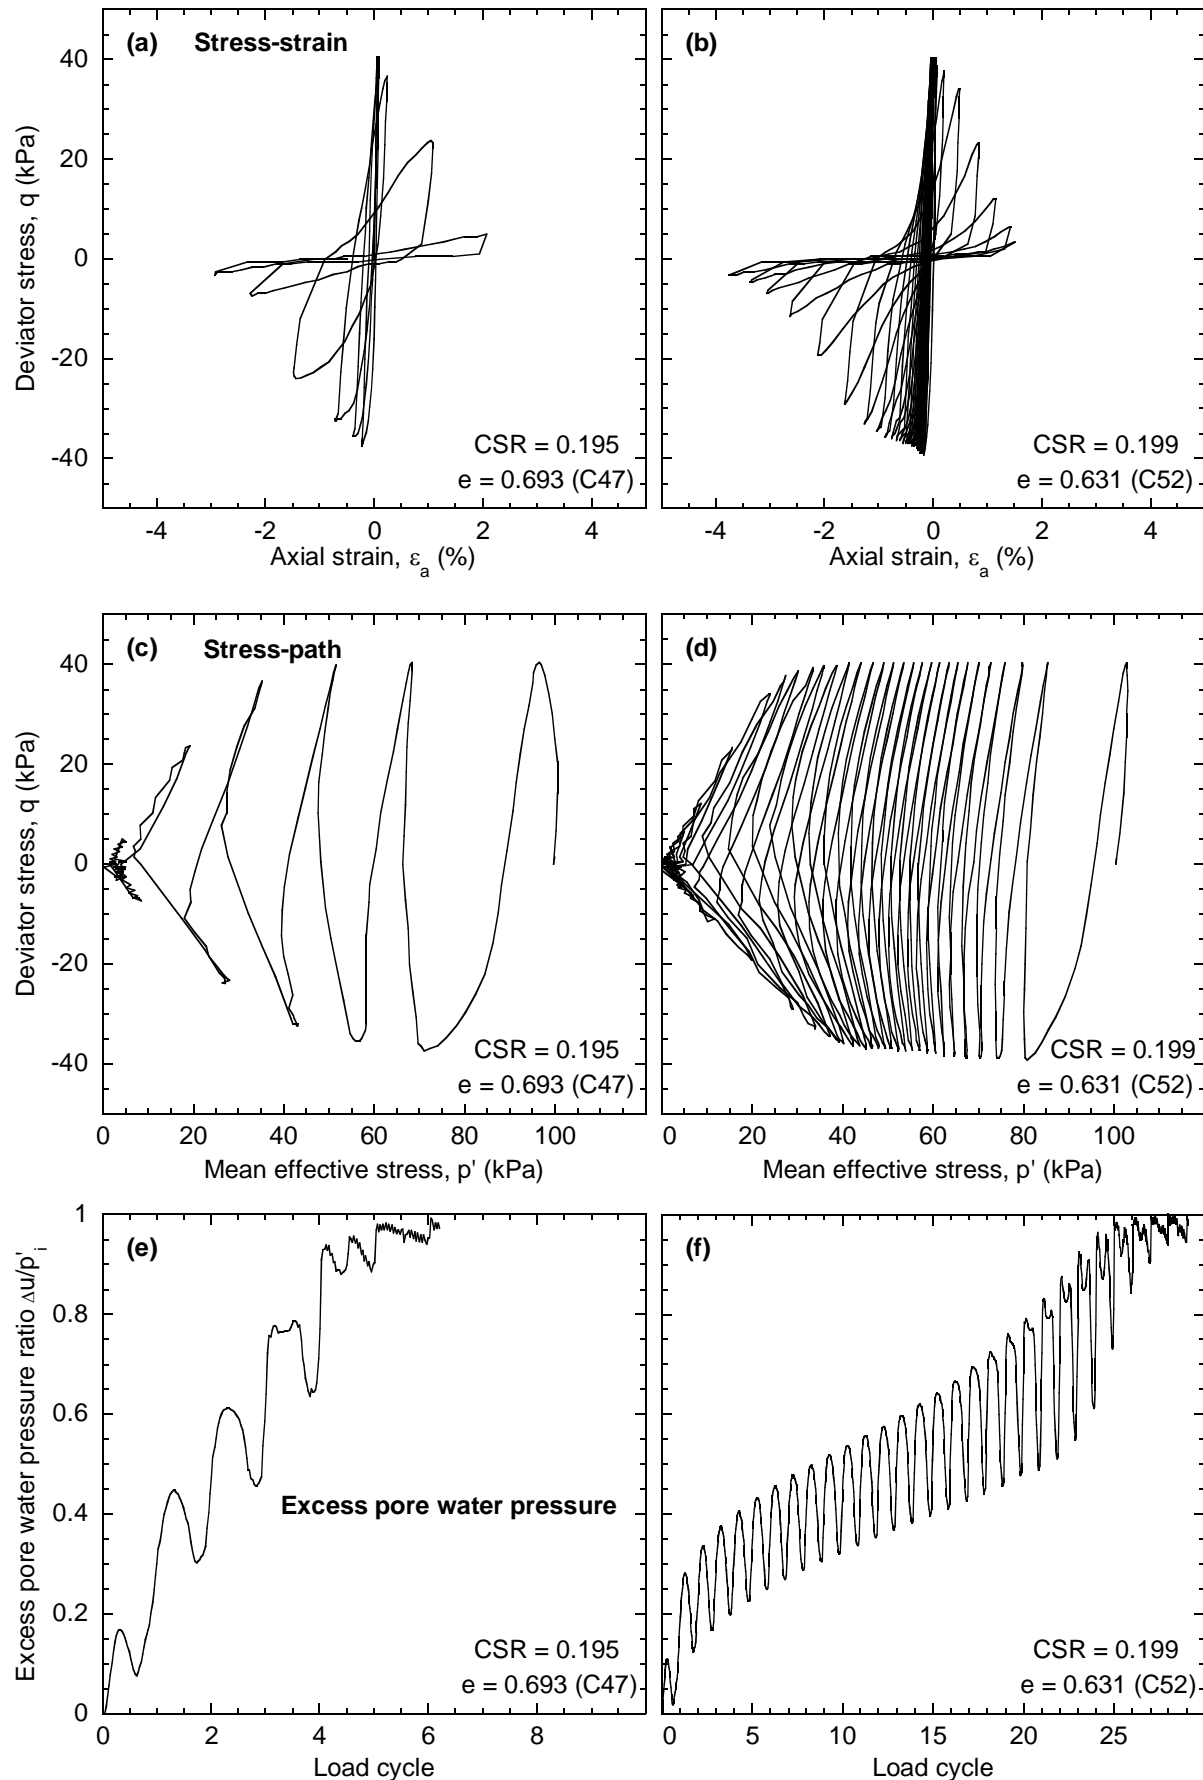 (a) Stress-strain
(b)
40
20
0
-20
-40
Deviator stress, q (kPa)
CSR = 0.195
e = 0.693 (C47)
CSR = 0.199
e = 0.631 (C52)
-4 -2 0 2 4
-4 -2 0 2 4
Axial strain, εa (%)
Axial strain, εa (%)
(c) Stress-path
(d)
40
20
0
-20
-40
Deviator stress, q (kPa)
CSR = 0.195
e = 0.693 (C47)
CSR = 0.199
e = 0.631 (C52)
0 20 40 60 80 100
0 20 40 60 80 100
Mean effective stress, p' (kPa)
Mean effective stress, p' (kPa)
(e)
(f)
1
0.8
0.6
0.4
0.2
0
Excess pore water pressure ratio Δu/p'i
Excess pore water pressure
CSR = 0.195
e = 0.693 (C47)
CSR = 0.199
e = 0.631 (C52)
0 2 4 6 8
0 5 10 15 20 25
Load cycle
Load cycle